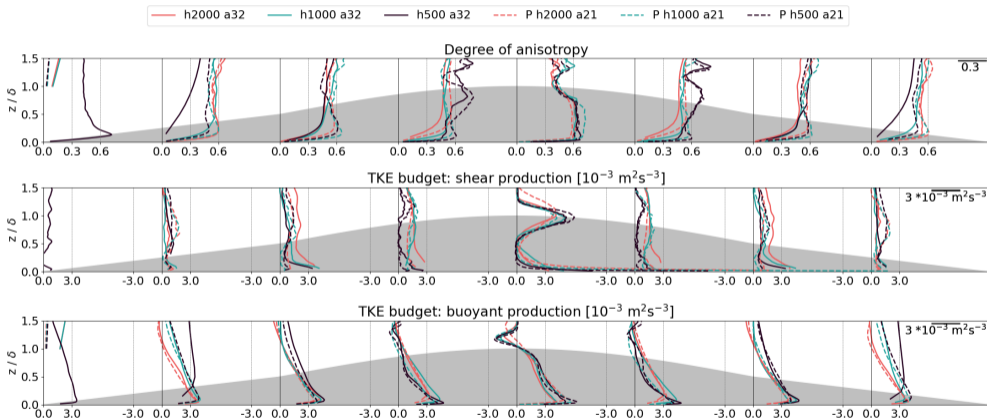 h2000 a32 h1000 a32 h500 a32 P h2000 a21 P h1000 a21 P h500 a21
Degree of anisotropy
1.5
1.0
0.5
0.0
z / δ
0.3
0.0 0.3 0.6 0.0 0.3 0.6 0.0 0.3 0.6 0.0 0.3 0.6 0.0 0.3 0.6 0.0 0.3 0.6 0.0 0.3 0.6 0.0 0.3 0.6
TKE budget: shear production [10⁻³ m²s⁻³]
1.5
1.0
0.5
0.0
z / δ
3 *10⁻³ m²s⁻³
0.0 3.0 -3.0 0.0 3.0 -3.0 0.0 3.0 -3.0 0.0 3.0 -3.0 0.0 3.0 -3.0 0.0 3.0 -3.0 0.0 3.0 -3.0 0.0 3.0
TKE budget: buoyant production [10⁻³ m²s⁻³]
1.5
1.0
0.5
0.0
z / δ
3 *10⁻³ m²s⁻³
0.0 3.0 -3.0 0.0 3.0 -3.0 0.0 3.0 -3.0 0.0 3.0 -3.0 0.0 3.0 -3.0 0.0 3.0 -3.0 0.0 3.0 -3.0 0.0 3.0